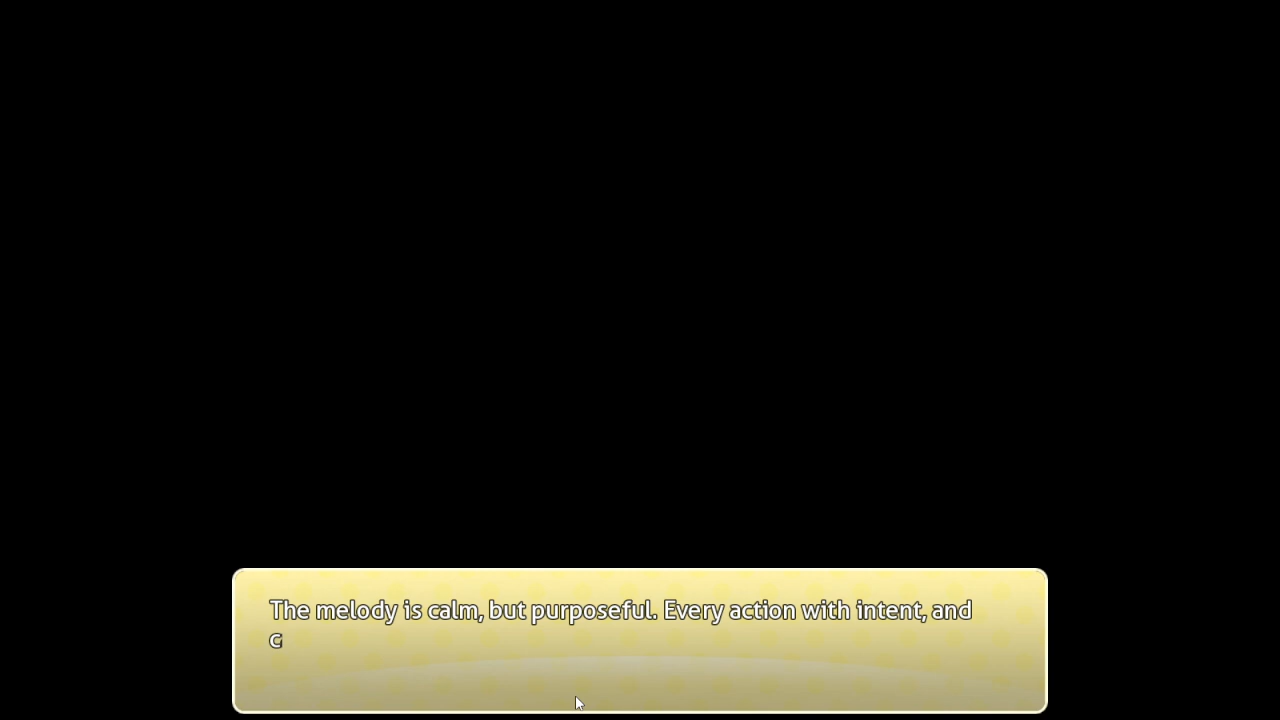 The melody is calm, but purposeful. Every action with intent, and
c